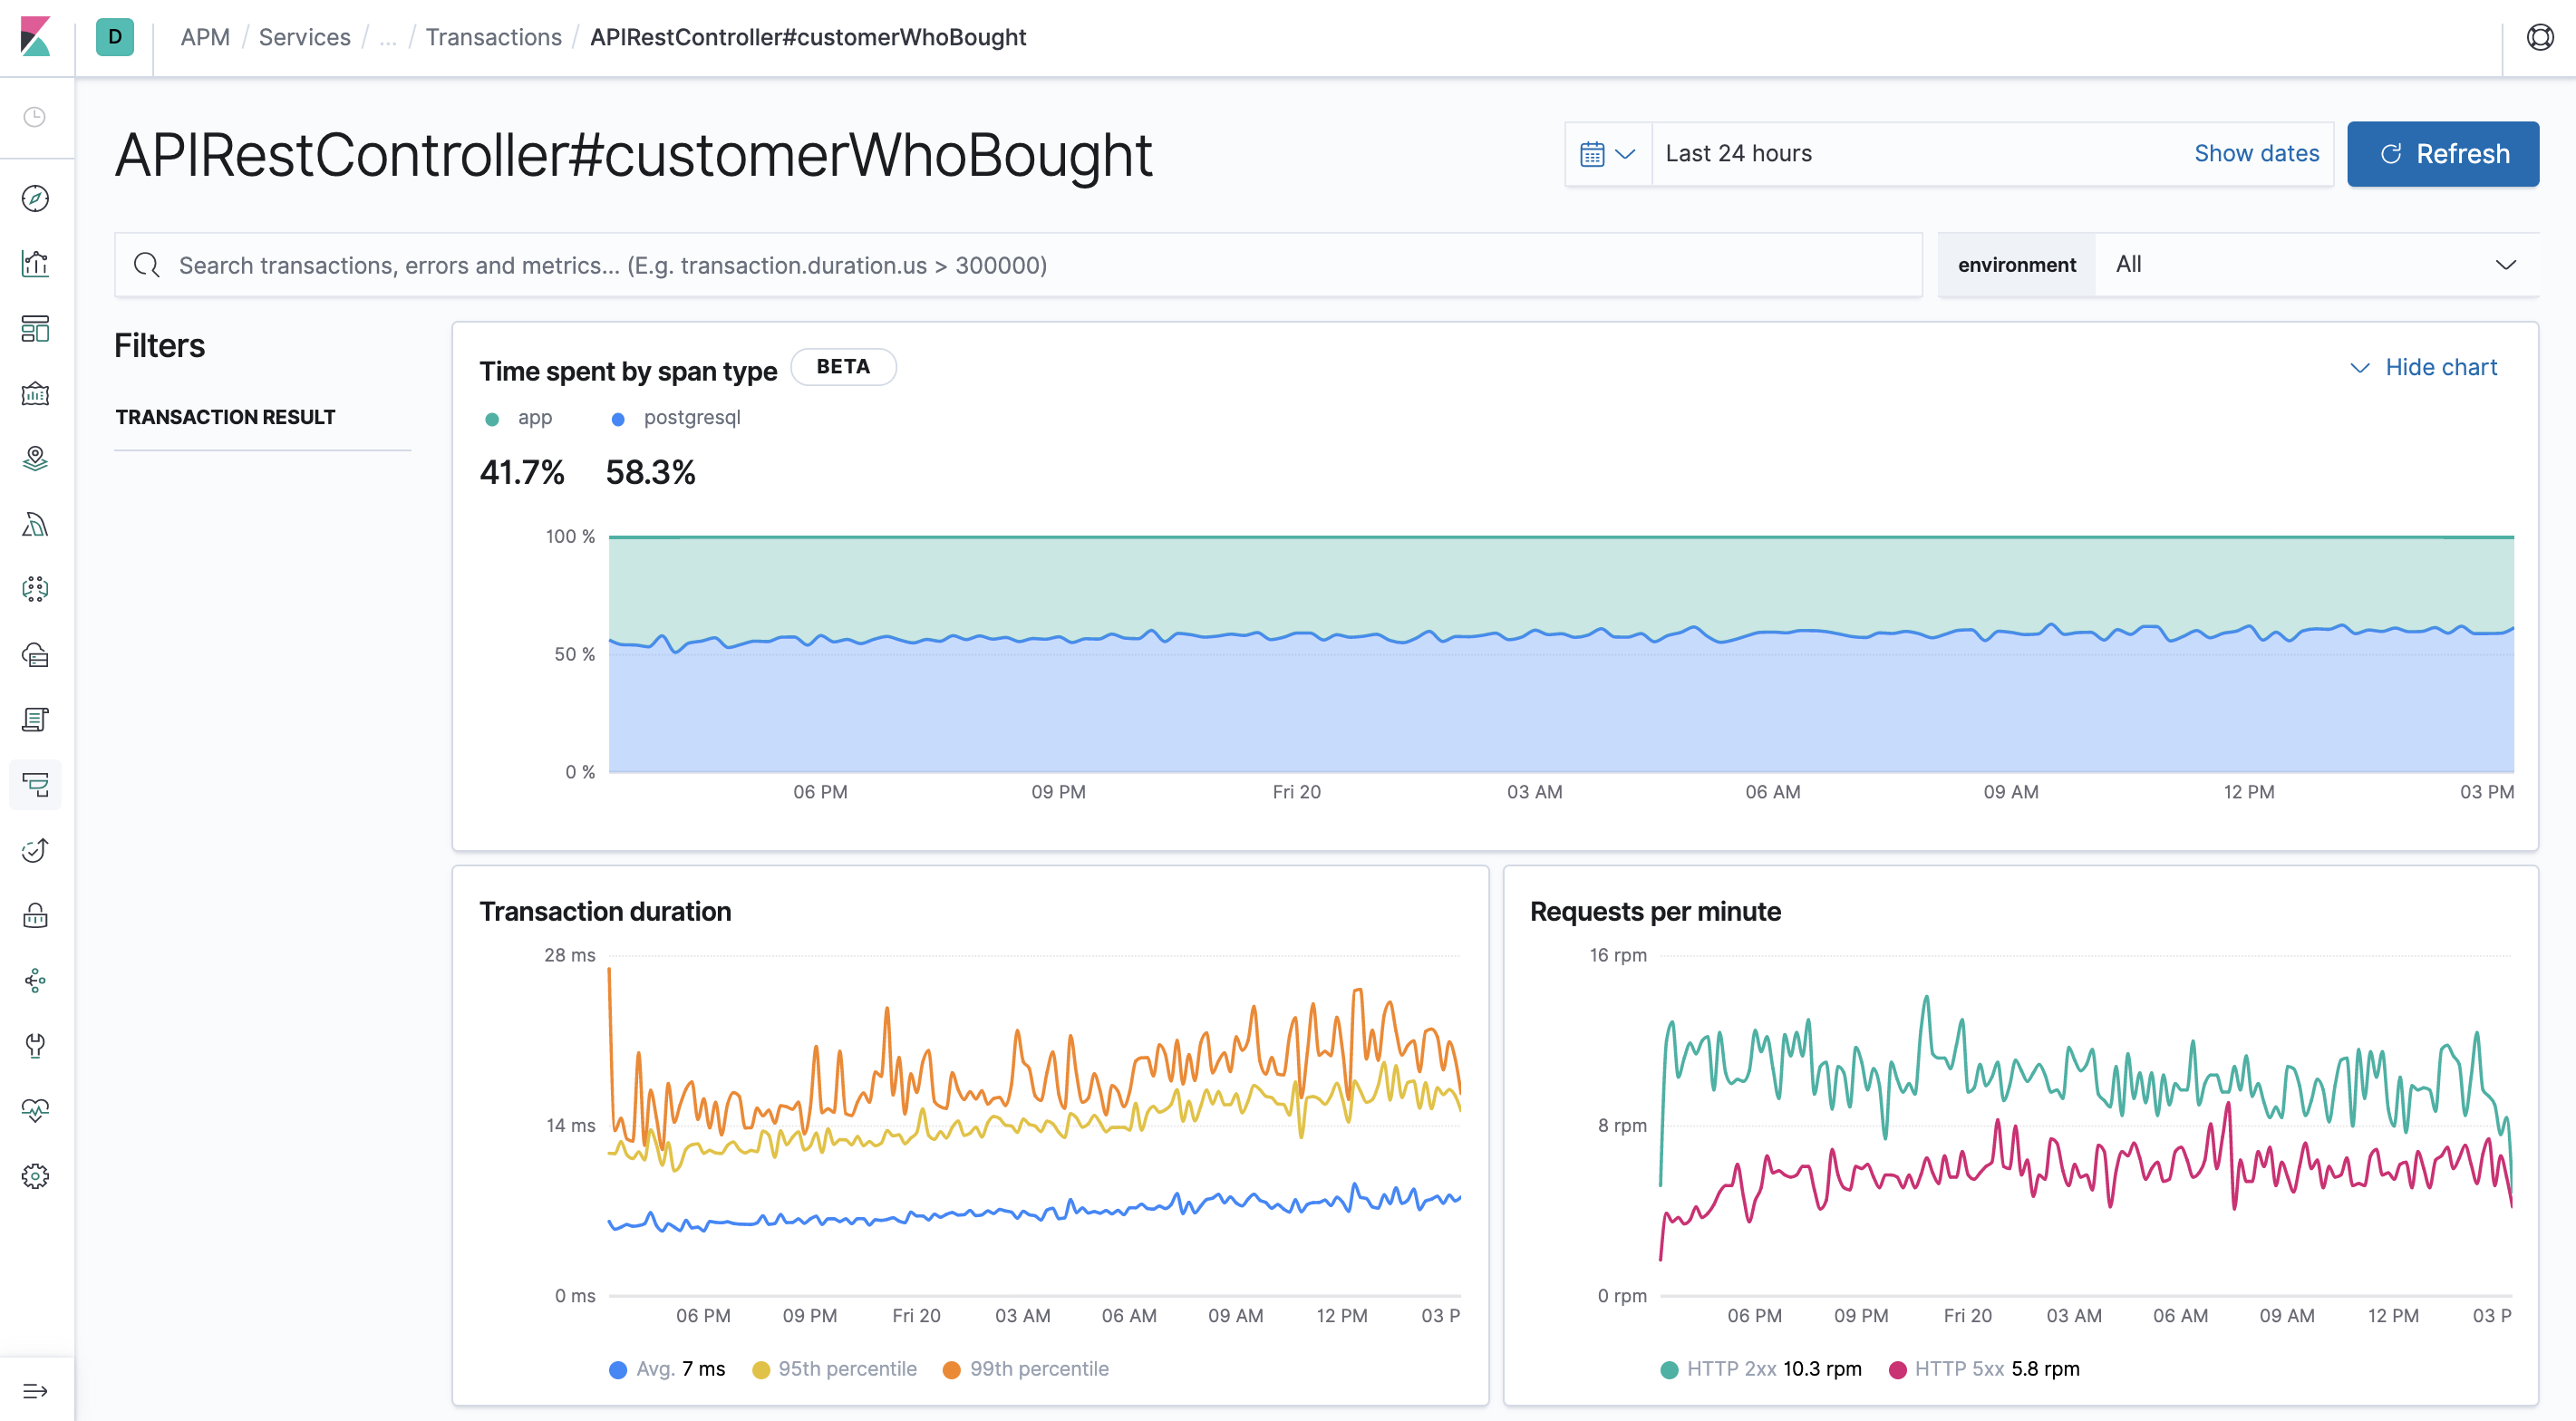 D APM / Services / ... / Transactions / APIRestController#customerWhoBought
APIRestController#customerWhoBought
Last 24 hours Show dates Refresh
Search transactions, errors and metrics... (E.g. transaction.duration.us > 300000) environment All
Filters
TRANSACTION RESULT
Time spent by span type BETA Hide chart
app postgresql
41.7% 58.3%
100 %
50 %
0 %
06 PM 09 PM Fri 20 03 AM 06 AM 09 AM 12 PM 03 PM
Transaction duration
28 ms
14 ms
0 ms
06 PM 09 PM Fri 20 03 AM 06 AM 09 AM 12 PM 03 P
Avg. 7 ms 95th percentile 99th percentile
Requests per minute
16 rpm
8 rpm
0 rpm
06 PM 09 PM Fri 20 03 AM 06 AM 09 AM 12 PM 03 P
HTTP 2xx 10.3 rpm HTTP 5xx 5.8 rpm